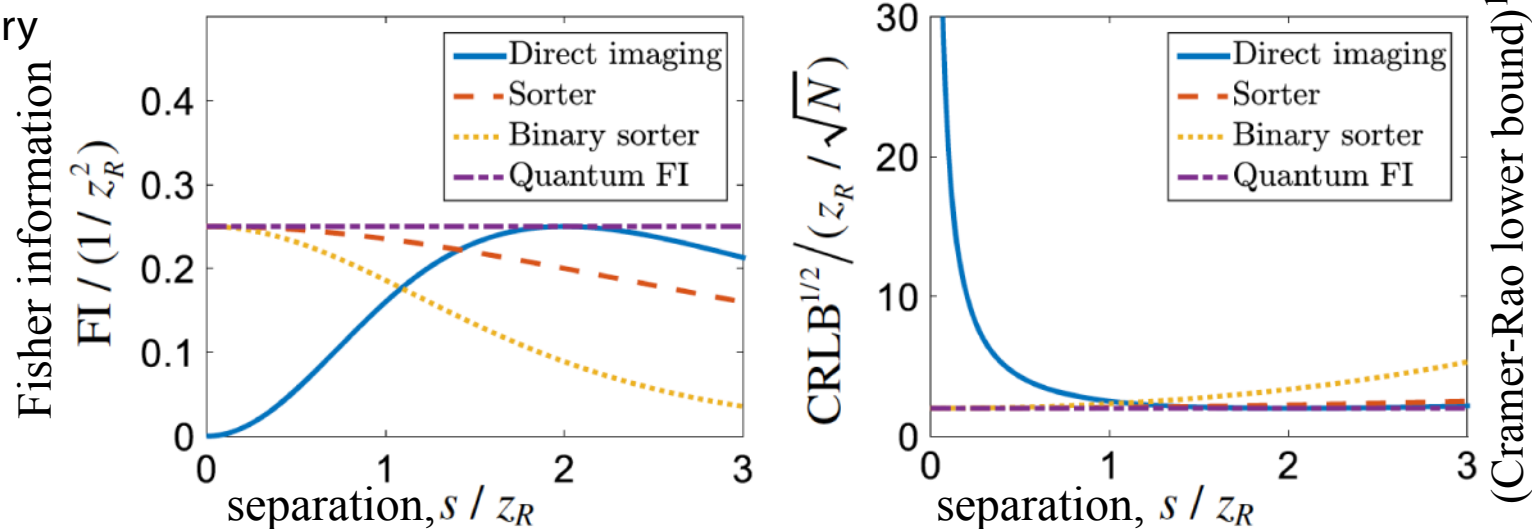 ry
Fisher information
FI / (1/ z_R^2)
0.4
0.3
0.2
0.1
0
0 1 2 3
separation, s / z_R
Direct imaging
Sorter
Binary sorter
Quantum FI
CRLB^{1/2}/(z_R / √N)
30
20
10
0
0 1 2 3
separation, s / z_R
Direct imaging
Sorter
Binary sorter
Quantum FI
(Cramer-Rao lower bound)